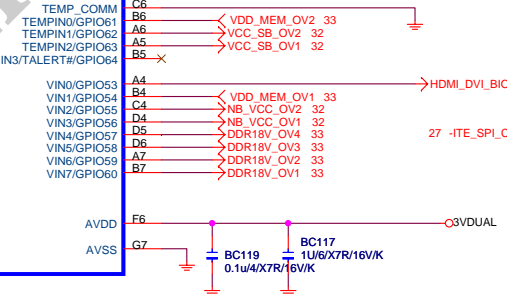 TEMP_COMM C6
TEMPIN0/GPIO61 B6 VDD_MEM_OV2 33
TEMPIN1/GPIO62 A6 VCC_SB_OV2 32
TEMPIN2/GPIO63 A5 VCC_SB_OV1 32
IN3/TALERT#/GPIO64 B5
VIN0/GPIO53 A4 HDMI_DVI_BIO
VIN1/GPIO54 B4 VDD_MEM_OV1 33
VIN2/GPIO55 C4 NB_VCC_OV2 32
VIN3/GPIO56 D4 NB_VCC_OV1 32
VIN4/GPIO57 D5 DDR18V_OV4 33 27 -ITE_SPI_C
VIN5/GPIO58 D6 DDR18V_OV3 33
VIN6/GPIO59 A7 DDR18V_OV2 33
VIN7/GPIO60 B7 DDR18V_OV1 33
AVDD F6 3VDUAL
AVSS G7
BC119
0.1u/4/X7R/16V/K
BC117
1U/6/X7R/16V/K